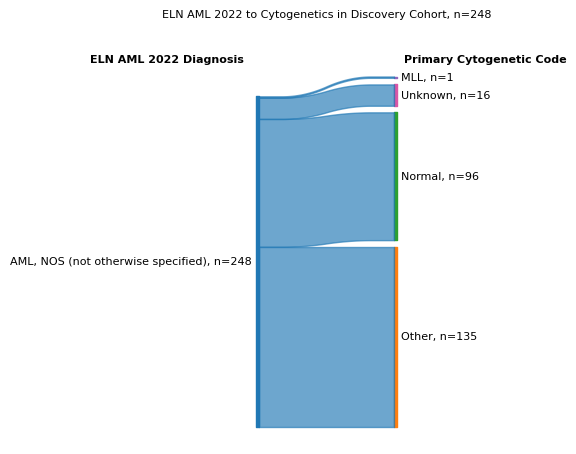 ELN AML 2022 to Cytogenetics in Discovery Cohort, n=248
ELN AML 2022 Diagnosis
Primary Cytogenetic Code
MLL, n=1
Unknown, n=16
Normal, n=96
AML, NOS (not otherwise specified), n=248
Other, n=135